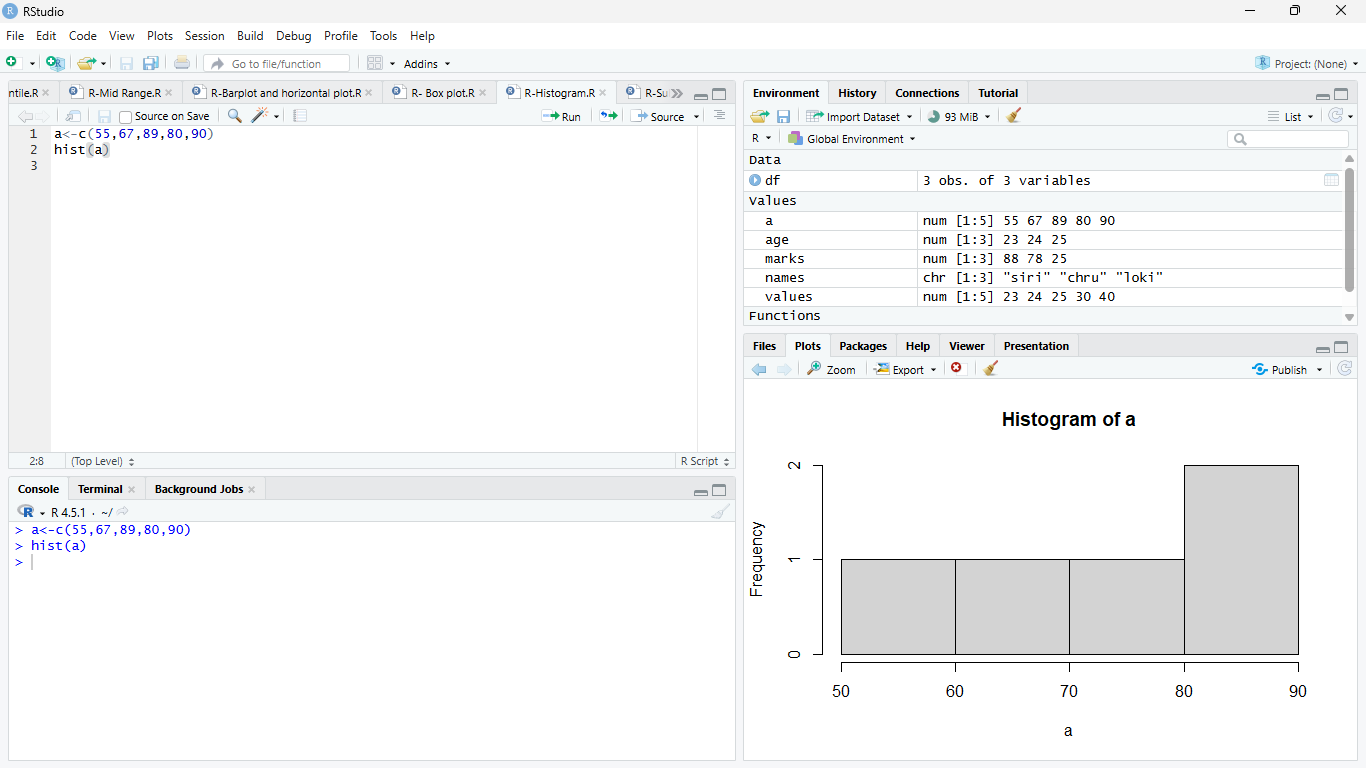 RStudio
File Edit Code View Plots Session Build Debug Profile Tools Help
Go to file/function Addins Project: (None)
ntile.R R-Mid Range.R R-Barplot and horizontal plot.R R- Box plot.R R-Histogram.R R-Su
Source on Save Run Source
1 a<-c(55,67,89,80,90)
2 hist(a)
3
2:8 (Top Level) R Script
Console Terminal Background Jobs
R 4.5.1 · ~/
> a<-c(55,67,89,80,90)
> hist(a)
>
Environment History Connections Tutorial
Import Dataset 93 MiB List
R Global Environment
Data
df 3 obs. of 3 variables
Values
a num [1:5] 55 67 89 80 90
age num [1:3] 23 24 25
marks num [1:3] 88 78 25
names chr [1:3] "siri" "chru" "loki"
values num [1:5] 23 24 25 30 40
Functions
Files Plots Packages Help Viewer Presentation
Zoom Export Publish
Histogram of a
Frequency
2
1
0
50 60 70 80 90
a